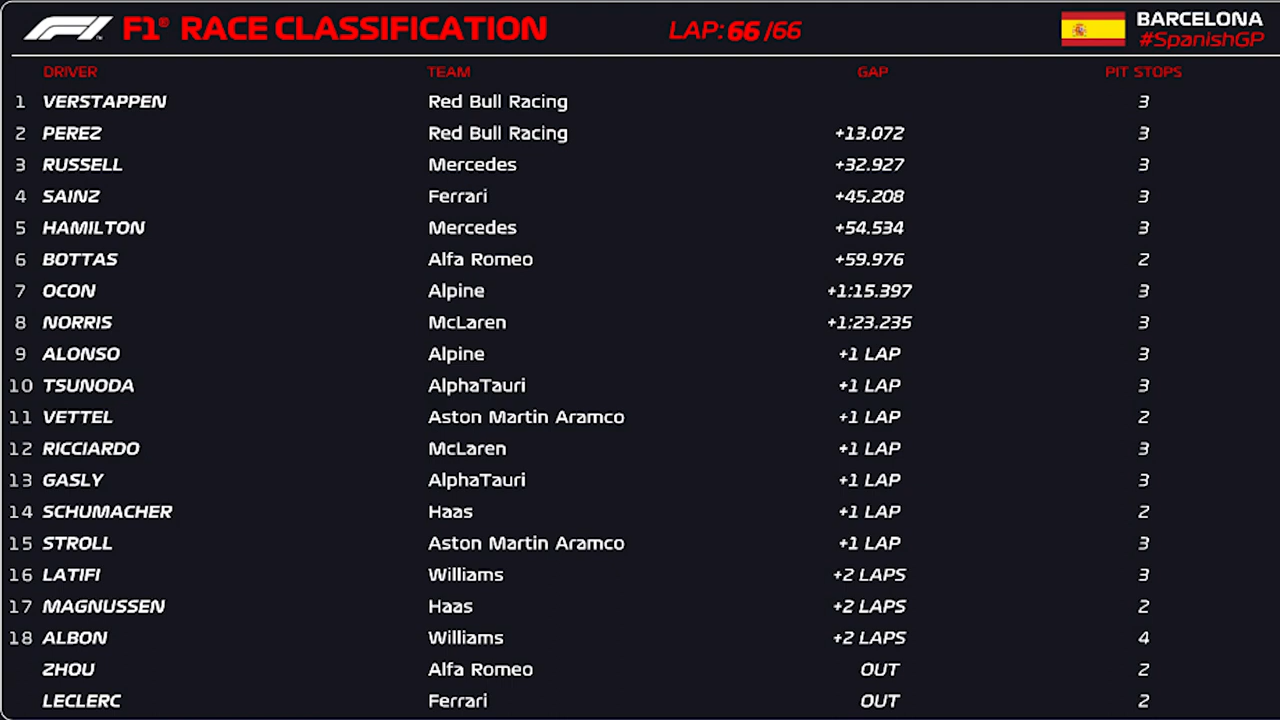 F1® RACE CLASSIFICATION LAP: 66/66 BARCELONA
#SpanishGP
DRIVER TEAM GAP PIT STOPS
1 VERSTAPPEN Red Bull Racing 3
2 PEREZ Red Bull Racing +13.072 3
3 RUSSELL Mercedes +32.927 3
4 SAINZ Ferrari +45.208 3
5 HAMILTON Mercedes +54.534 3
6 BOTTAS Alfa Romeo +59.976 2
7 OCON Alpine +1:15.397 3
8 NORRIS McLaren +1:23.235 3
9 ALONSO Alpine +1 LAP 3
10 TSUNODA AlphaTauri +1 LAP 3
11 VETTEL Aston Martin Aramco +1 LAP 2
12 RICCIARDO McLaren +1 LAP 3
13 GASLY AlphaTauri +1 LAP 3
14 SCHUMACHER Haas +1 LAP 2
15 STROLL Aston Martin Aramco +1 LAP 3
16 LATIFI Williams +2 LAPS 3
17 MAGNUSSEN Haas +2 LAPS 2
18 ALBON Williams +2 LAPS 4
ZHOU Alfa Romeo OUT 2
LECLERC Ferrari OUT 2